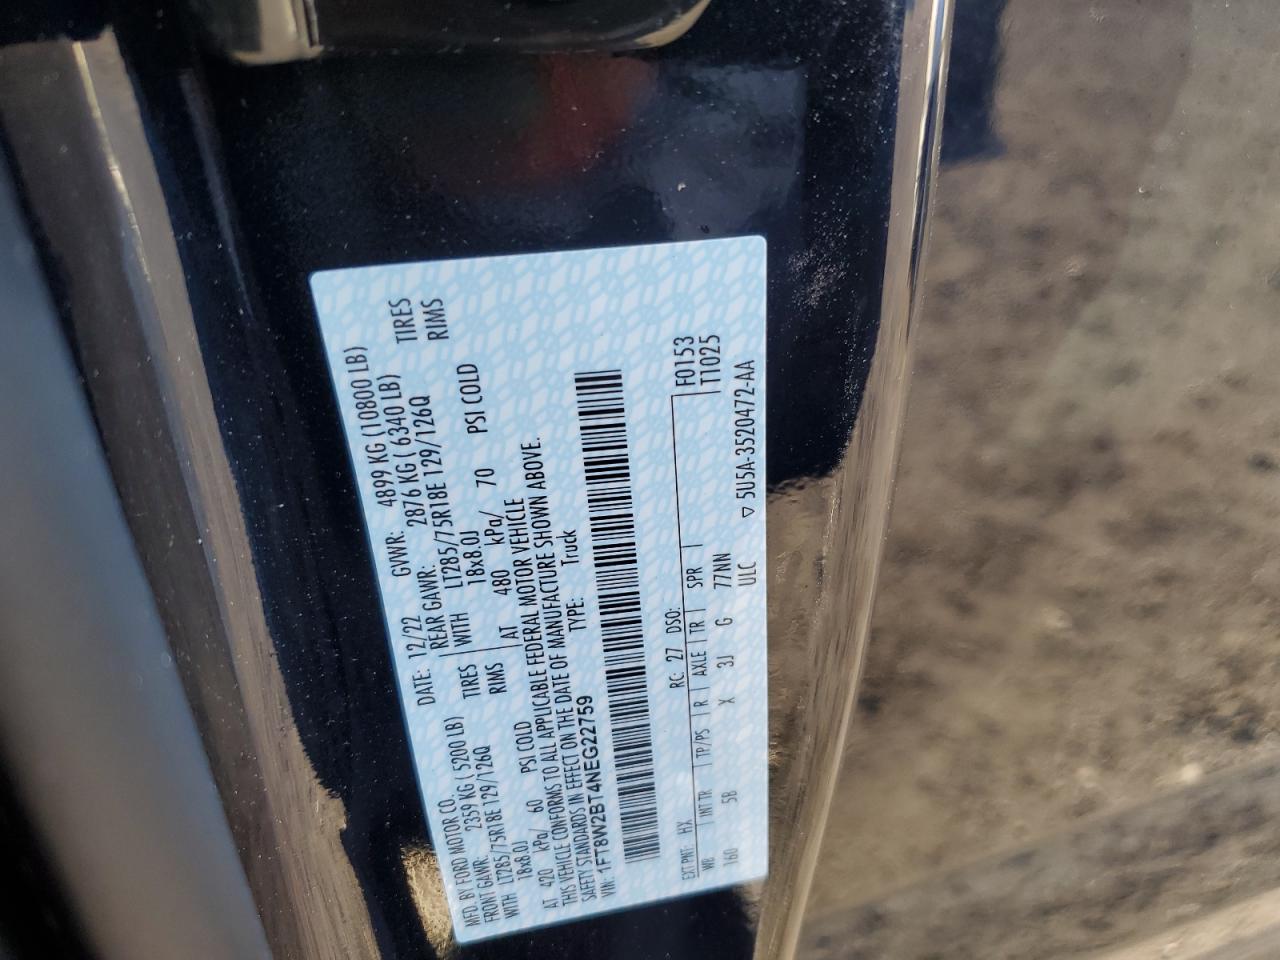 MFD. BY FORD MOTOR CO.
DATE: 12/22 GVWR: 4899 KG (10800 LB)
FRONT GAWR: 2359 KG (5200 LB) REAR GAWR: 2876 KG (6340 LB)
WITH LT285/75R18E 129/126Q TIRES WITH LT285/75R18E 129/126Q TIRES
18x8.0J RIMS 18x8.0J RIMS
AT 420 kPa/ 60 PSI COLD AT 480 kPa/ 70 PSI COLD
THIS VEHICLE CONFORMS TO ALL APPLICABLE FEDERAL MOTOR VEHICLE
SAFETY STANDARDS IN EFFECT ON THE DATE OF MANUFACTURE SHOWN ABOVE.
VIN: 1FT8W2BT4NEG22759 TYPE: Truck
EXT PNT: HX RC: 27 DSO: F0153
WB INT TR TP/PS R AXLE TR SPR T1025
160 5B X 3J G 77NN
ULC ▽ 5U5A-3520472-AA